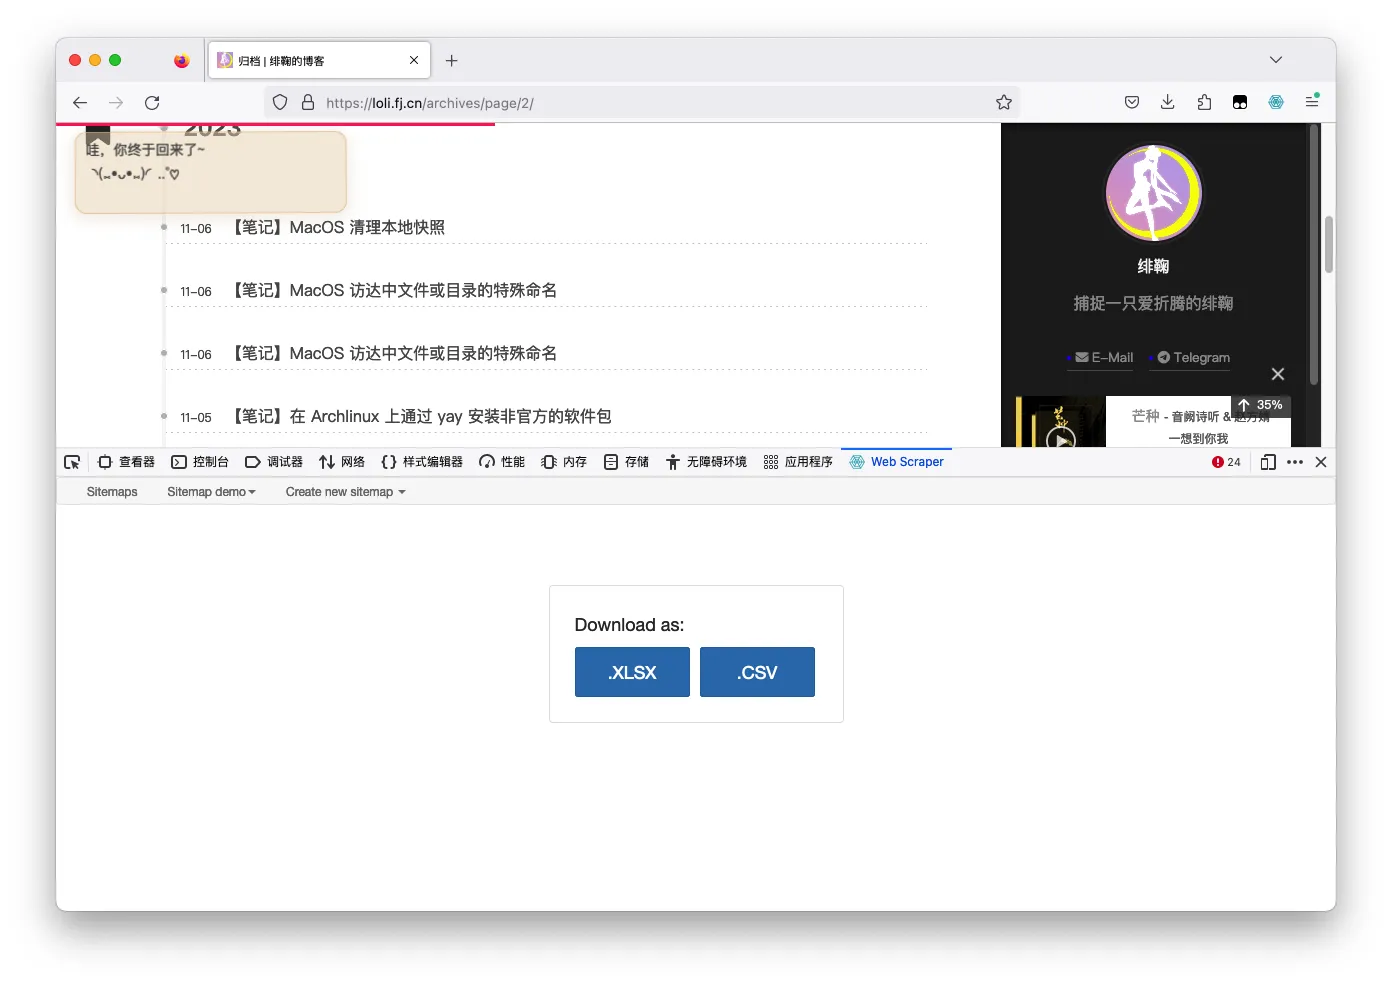 归档 | 绯鞠的博客
https://loli.fj.cn/archives/page/2/
2023
哇，你终于回来了~
11-06 【笔记】MacOS 清理本地快照
11-06 【笔记】MacOS 访达中文件或目录的特殊命名
11-06 【笔记】MacOS 访达中文件或目录的特殊命名
11-05 【笔记】在 Archlinux 上通过 yay 安装非官方的软件包
绯鞠
捕捉一只爱折腾的绯鞠
E-Mail Telegram
35%
芒种 - 音阙诗听 & 赵方婧
一想到你我
查看器 控制台 调试器 网络 {} 样式编辑器 性能 内存 存储 无障碍环境 应用程序 Web Scraper 24
Sitemaps Sitemap demo Create new sitemap
Download as:
.XLSX .CSV